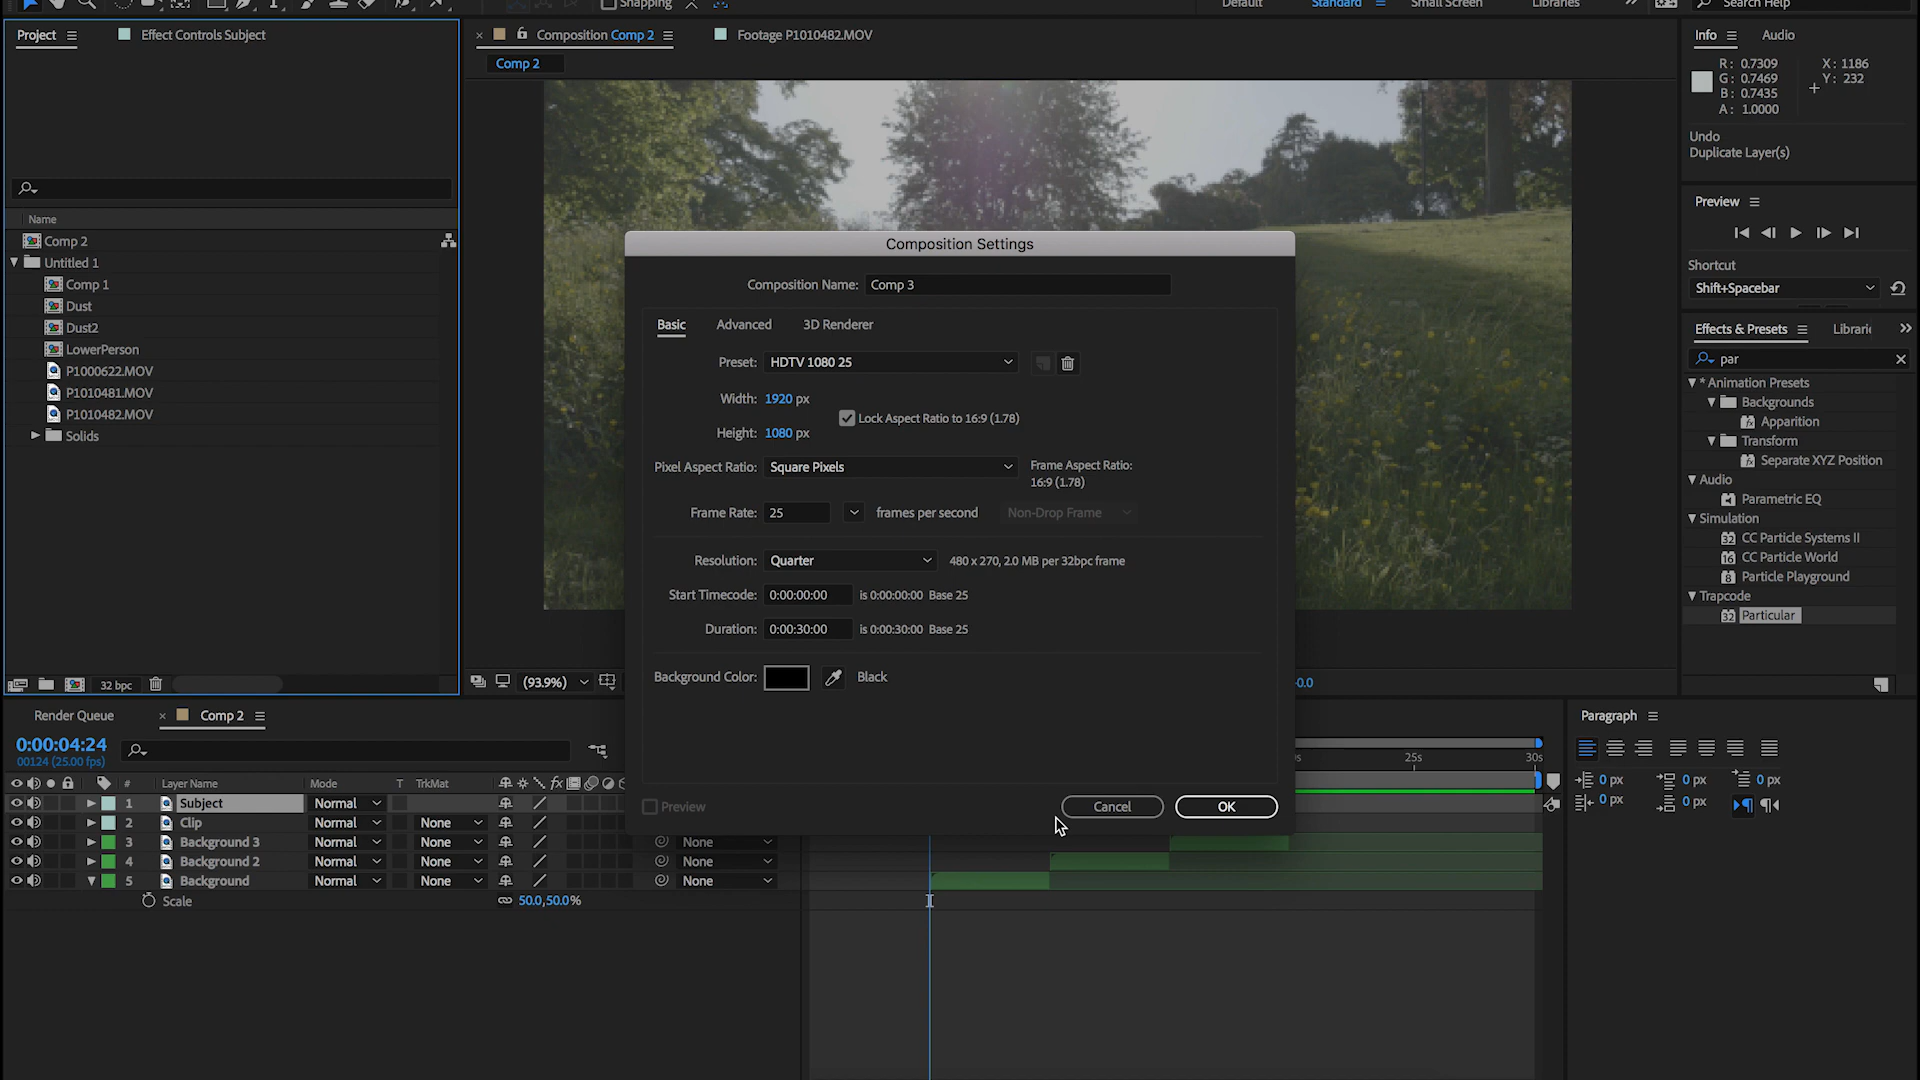 Snapping
Default
Standard
Small Screen
Libraries
Search Help
Project
Effect Controls Subject
Composition Comp 2
Footage P1010482.MOV
Comp 2
Info
Audio
R: 0.7309
G: 0.7469
B: 0.7435
A: 1.0000
X: 1186
Y: 232
Undo
Duplicate Layer(s)
Preview
Shortcut
Shift+Spacebar
Effects & Presets
Librarie
par
* Animation Presets
Backgrounds
Apparition
Transform
Separate XYZ Position
Audio
Parametric EQ
Simulation
CC Particle Systems II
CC Particle World
Particle Playground
Trapcode
Particular
Name
Comp 2
Untitled 1
Comp 1
Dust
Dust2
LowerPerson
P1000622.MOV
P1010481.MOV
P1010482.MOV
Solids
32 bpc
Composition Settings
Composition Name: Comp 3
Basic
Advanced
3D Renderer
Preset: HDTV 1080 25
Width: 1920 px
Lock Aspect Ratio to 16:9 (1.78)
Height: 1080 px
Pixel Aspect Ratio: Square Pixels
Frame Aspect Ratio:
16:9 (1.78)
Frame Rate: 25 frames per second Non-Drop Frame
Resolution: Quarter 480 x 270, 2.0 MB per 32bpc frame
Start Timecode: 0:00:00:00 is 0:00:00:00 Base 25
Duration: 0:00:30:00 is 0:00:30:00 Base 25
Background Color: Black
Preview
Cancel
OK
(93.9%)
Render Queue
Comp 2
0:00:04:24
00124 (25.00 fps)
# Layer Name Mode T TrkMat
fx
1 Subject Normal
2 Clip Normal None
3 Background 3 Normal None None
4 Background 2 Normal None None
5 Background Normal None None
Scale 50.0,50.0%
25s
30s
Paragraph
0 px 0 px 0 px
0 px 0 px